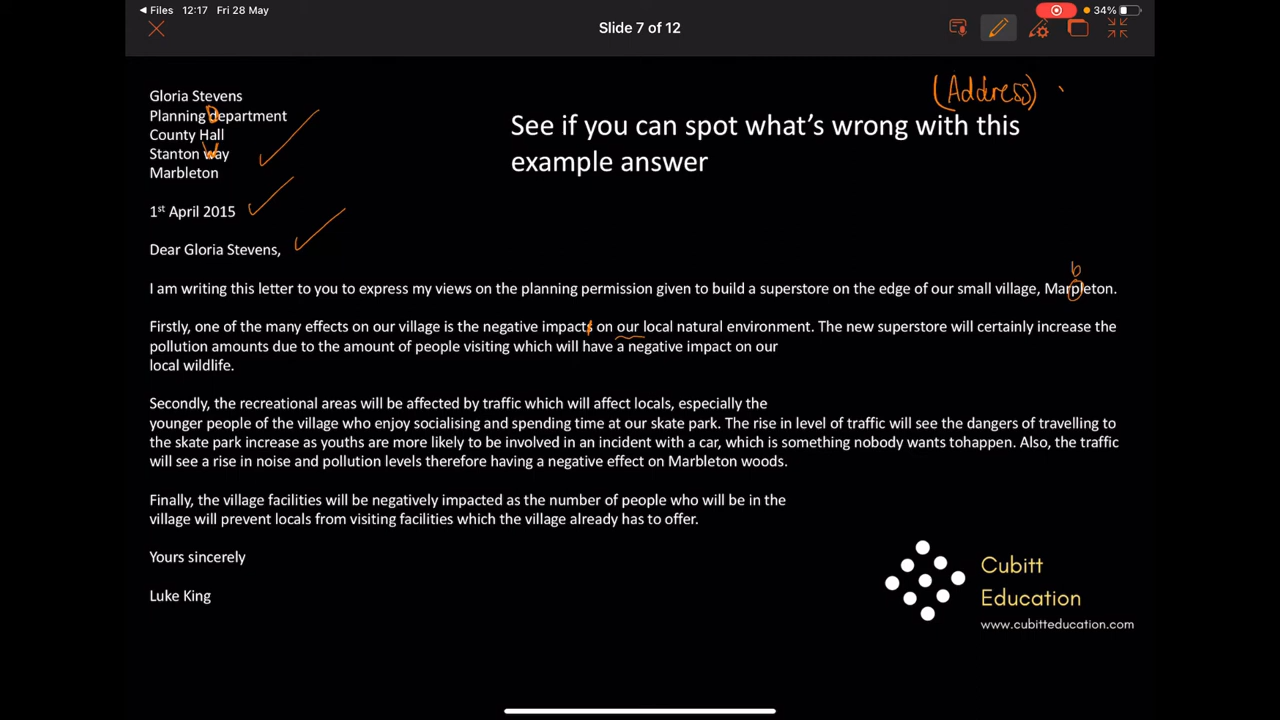 Files 12:17 Fri 28 May 34%
Slide 7 of 12
(Address)
Gloria Stevens
Planning Department
County Hall
Stanton Way
Marbleton
See if you can spot what's wrong with this
example answer
1st April 2015
Dear Gloria Stevens,
b
I am writing this letter to you to express my views on the planning permission given to build a superstore on the edge of our small village, Marpleton.
Firstly, one of the many effects on our village is the negative impacts on our local natural environment. The new superstore will certainly increase the
pollution amounts due to the amount of people visiting which will have a negative impact on our
local wildlife.
Secondly, the recreational areas will be affected by traffic which will affect locals, especially the
younger people of the village who enjoy socialising and spending time at our skate park. The rise in level of traffic will see the dangers of travelling to
the skate park increase as youths are more likely to be involved in an incident with a car, which is something nobody wants tohappen. Also, the traffic
will see a rise in noise and pollution levels therefore having a negative effect on Marbleton woods.
Finally, the village facilities will be negatively impacted as the number of people who will be in the
village will prevent locals from visiting facilities which the village already has to offer.
Yours sincerely
Luke King
Cubitt
Education
www.cubitteducation.com